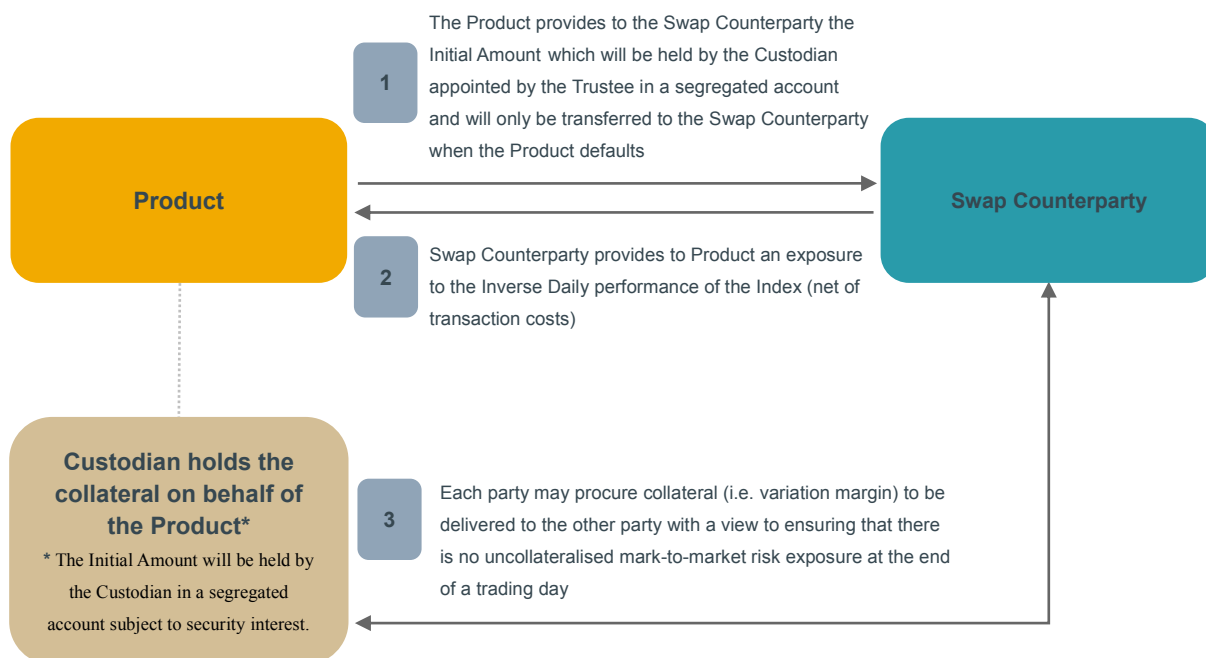 The Product provides to the Swap Counterparty the
Initial Amount which will be held by the Custodian
appointed by the Trustee in a segregated account
and will only be transferred to the Swap Counterparty
when the Product defaults
1
Product
Swap Counterparty
2
Swap Counterparty provides to Product an exposure
to the Inverse Daily performance of the Index (net of
transaction costs)
Custodian holds the
collateral on behalf of
the Product*
* The Initial Amount will be held by
the Custodian in a segregated
account subject to security interest.
3
Each party may procure collateral (i.e. variation margin) to be
delivered to the other party with a view to ensuring that there
is no uncollateralised mark-to-market risk exposure at the end
of a trading day